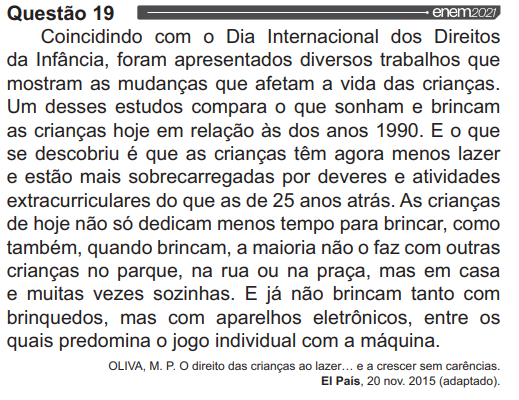 Questão 19 enem2021
Coincidindo com o Dia Internacional dos Direitos
da Infância, foram apresentados diversos trabalhos que
mostram as mudanças que afetam a vida das crianças.
Um desses estudos compara o que sonham e brincam
as crianças hoje em relação às dos anos 1990. E o que
se descobriu é que as crianças têm agora menos lazer
e estão mais sobrecarregadas por deveres e atividades
extracurriculares do que as de 25 anos atrás. As crianças
de hoje não só dedicam menos tempo para brincar, como
também, quando brincam, a maioria não o faz com outras
crianças no parque, na rua ou na praça, mas em casa
e muitas vezes sozinhas. E já não brincam tanto com
brinquedos, mas com aparelhos eletrônicos, entre os
quais predomina o jogo individual com a máquina.
OLIVA, M. P. O direito das crianças ao lazer… e a crescer sem carências.
El País, 20 nov. 2015 (adaptado).